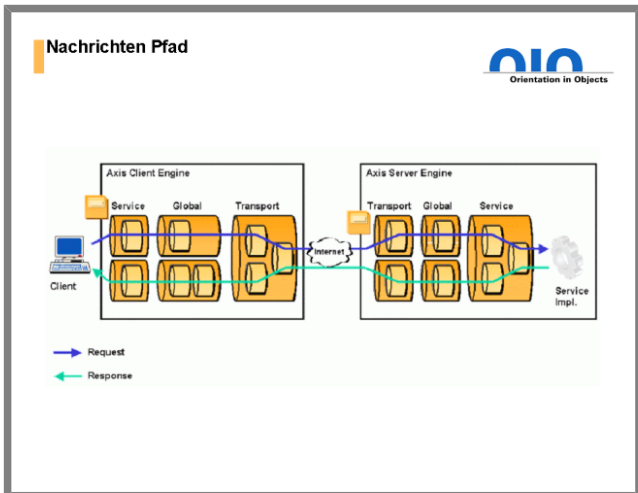 Nachrichten Pfad
OIO
Orientation in Objects
Axis Client Engine
Service Global Transport
Axis Server Engine
Transport Global Service
Internet
Client
Service
Impl.
Request
Response